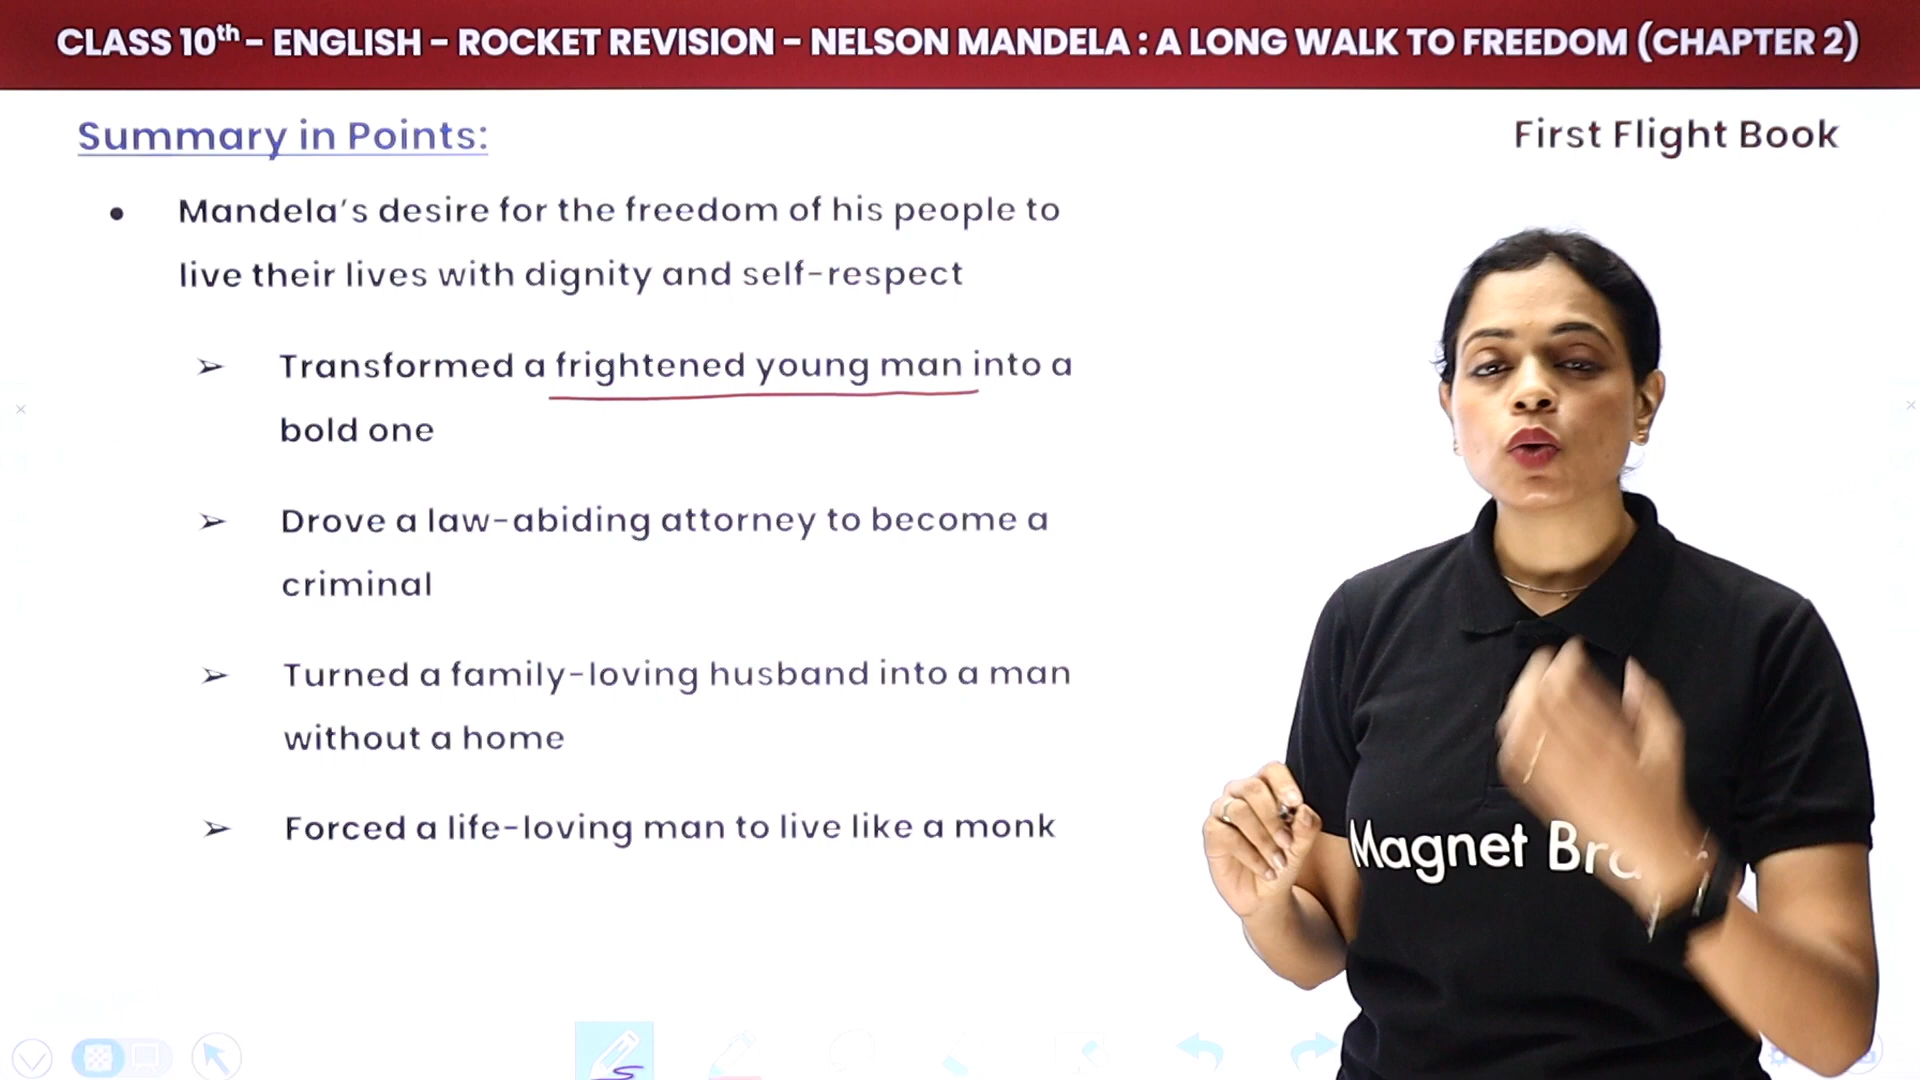 CLASS 10th - ENGLISH - ROCKET REVISION - NELSON MANDELA : A LONG WALK TO FREEDOM (CHAPTER 2)
Summary in Points:
First Flight Book
• Mandela's desire for the freedom of his people to
live their lives with dignity and self-respect
➢ Transformed a frightened young man into a
bold one
➢ Drove a law-abiding attorney to become a
criminal
➢ Turned a family-loving husband into a man
without a home
➢ Forced a life-loving man to live like a monk
Magnet